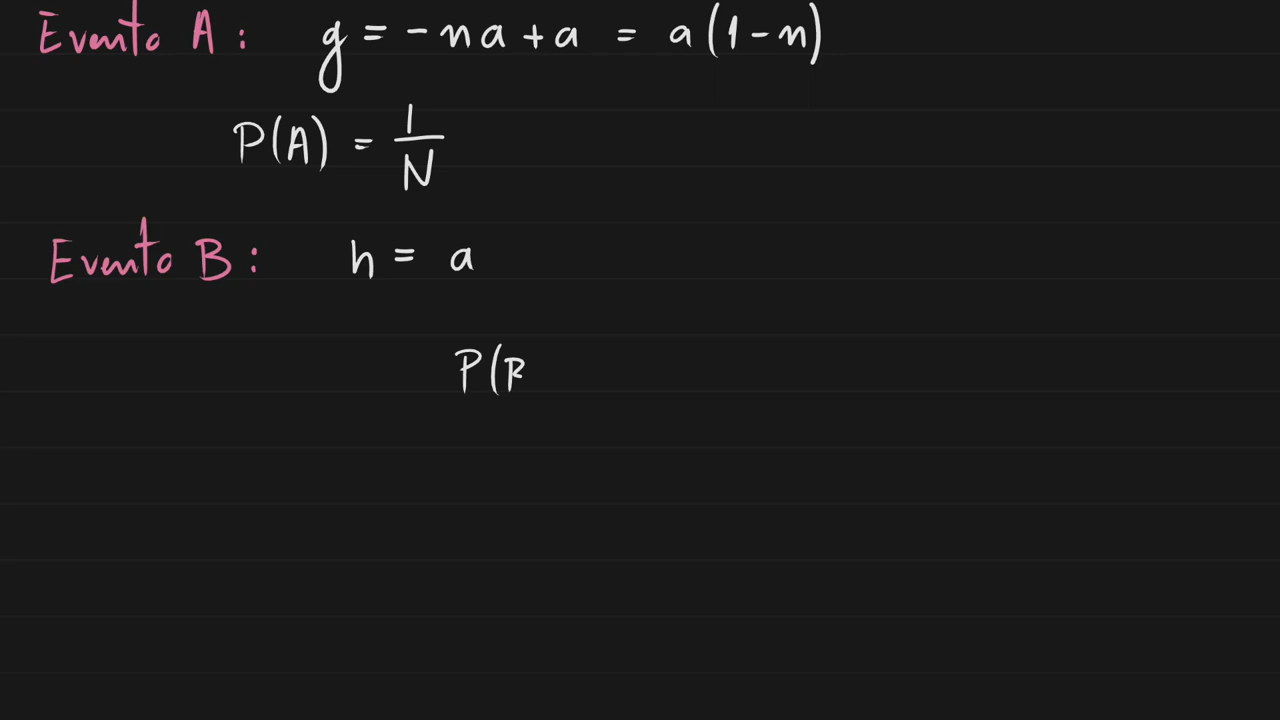 Evento A: g = - na + a = a(1-n)
P(A) = 1/N
Evento B: h = a
P(B